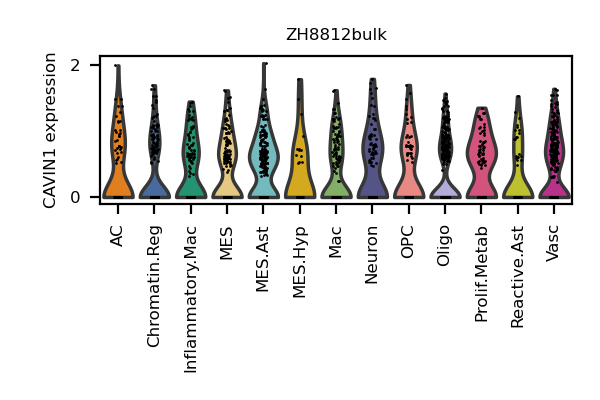 ZH8812bulk
CAVIN1 expression
2
0
AC
Chromatin.Reg
Inflammatory.Mac
MES
MES.Ast
MES.Hyp
Mac
Neuron
OPC
Oligo
Prolif.Metab
Reactive.Ast
Vasc